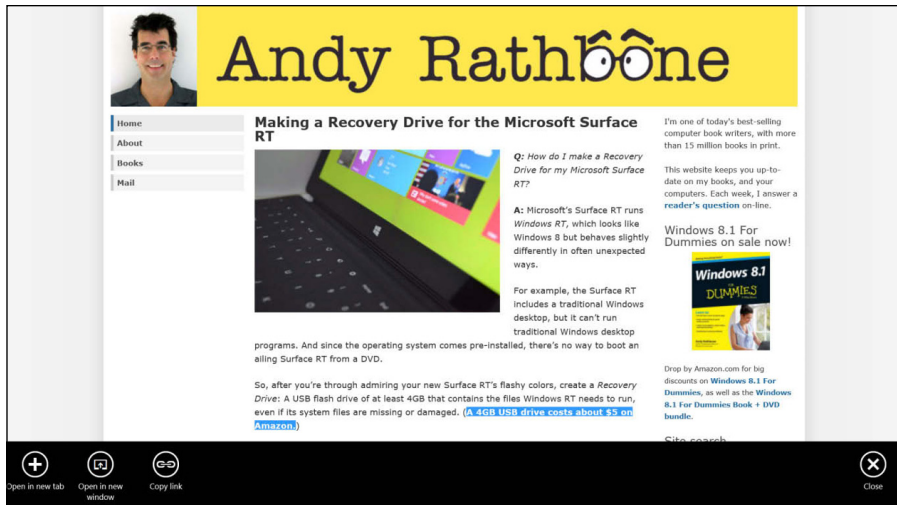 Andy Rathbone
Home
About
Books
Mail
Making a Recovery Drive for the Microsoft Surface
RT
Q: How do I make a Recovery
Drive for my Microsoft Surface
RT?
A: Microsoft's Surface RT runs
Windows RT, which looks like
Windows 8 but behaves slightly
differently in often unexpected
ways.
For example, the Surface RT
includes a traditional Windows
desktop, but it can't run
traditional Windows desktop
programs. And since the operating system comes pre-installed, there's no way to boot an
ailing Surface RT from a DVD.
So, after you're through admiring your new Surface RT's flashy colors, create a Recovery
Drive: A USB flash drive of at least 4GB that contains the files Windows RT needs to run,
even if its system files are missing or damaged. (A 4GB USB drive costs about $5 on
Amazon.)
I'm one of today's best-selling
computer book writers, with more
than 15 million books in print.
This website keeps you up-to-
date on my books, and your
computers. Each week, I answer a
reader's question on-line.
Windows 8.1 For
Dummies on sale now!
Windows 8.1
FOR
DUMMIES
Drop by Amazon.com for big
discounts on Windows 8.1 For
Dummies, as well as the Windows
8.1 For Dummies Book + DVD
bundle.
Site search
Open in new tab
Open in new
window
Copy link
Close